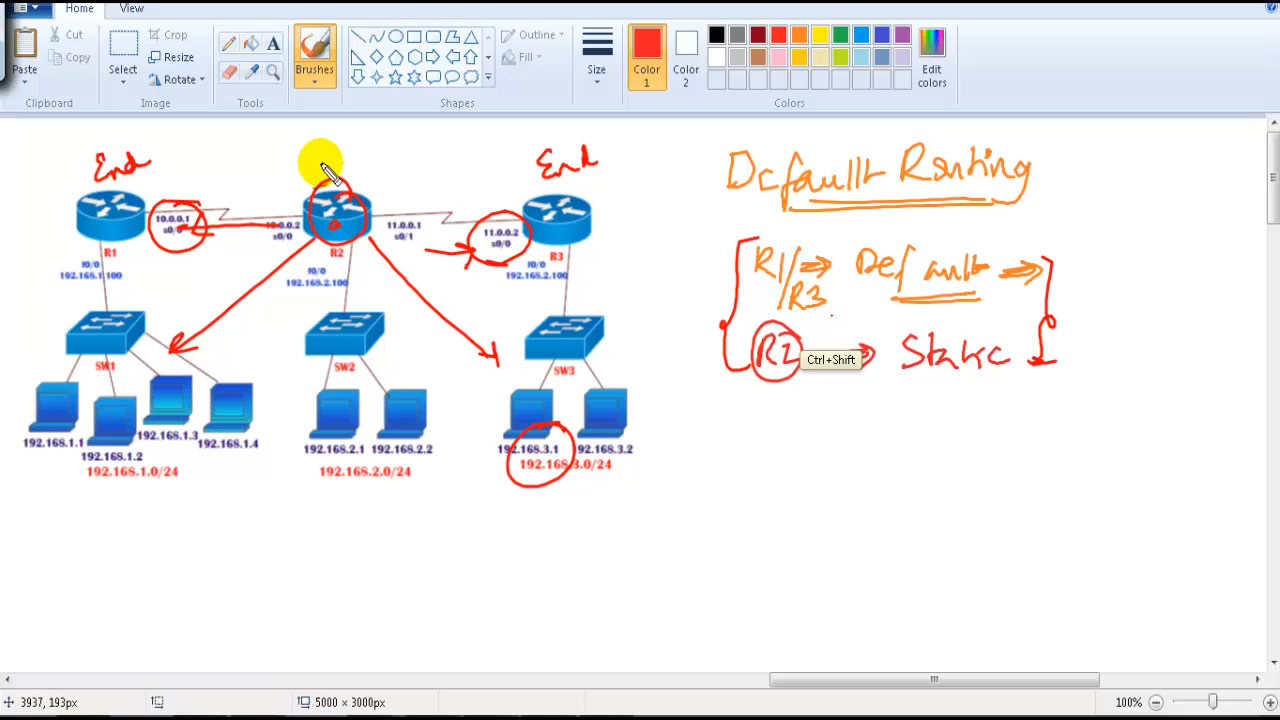 Home
View
Paste
Cut
Copy
Clipboard
Select
Crop
Resize
Rotate
Image
A
Tools
Brushes
Outline
Fill
Shapes
Size
Color 1
Color 2
Edit colors
Colors
End
End
Default Routing
10.0.0.1
s0/0
10.0.0.2
s0/0
11.0.0.1
s0/1
11.0.0.2
s0/0
R1
R2
R3
f0/0
192.168.1.100
f0/0
192.168.2.100
f0/0
192.168.2.100
R1/R3 Default
R2 Static
Ctrl+Shift
SW1
SW2
SW3
192.168.1.1
192.168.1.2
192.168.1.3
192.168.1.4
192.168.2.1
192.168.2.2
192.168.3.1
192.168.3.2
192.168.1.0/24
192.168.2.0/24
192.168.3.0/24
3937, 193px
5000 × 3000px
100%